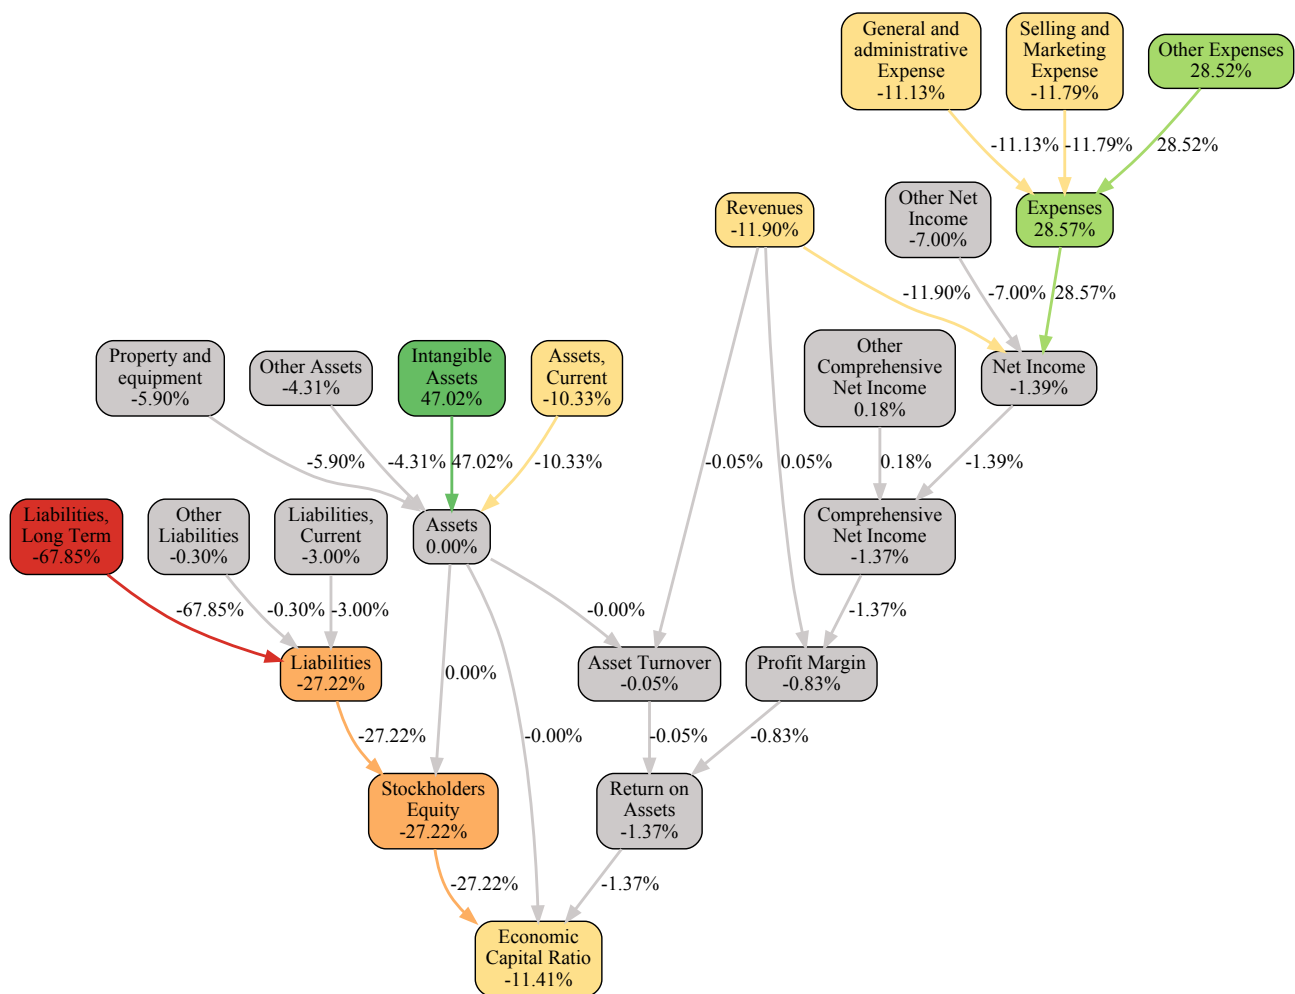 General and
administrative
Expense
-11.13%
Selling and
Marketing
Expense
-11.79%
Other Expenses
28.52%
-11.13%
-11.79%
28.52%
Revenues
-11.90%
Other Net
Income
-7.00%
Expenses
28.57%
-11.90%
-7.00%
28.57%
Property and
equipment
-5.90%
Other Assets
-4.31%
Intangible
Assets
47.02%
Assets,
Current
-10.33%
Other
Comprehensive
Net Income
0.18%
Net Income
-1.39%
-5.90%
-4.31%
47.02%
-10.33%
-0.05%
0.05%
0.18%
-1.39%
Liabilities,
Long Term
-67.85%
Other
Liabilities
-0.30%
Liabilities,
Current
-3.00%
Assets
0.00%
Comprehensive
Net Income
-1.37%
-67.85%
-0.30%
-3.00%
-0.00%
-1.37%
Liabilities
-27.22%
0.00%
Asset Turnover
-0.05%
Profit Margin
-0.83%
-27.22%
-0.00%
-0.05%
-0.83%
Stockholders
Equity
-27.22%
Return on
Assets
-1.37%
-27.22%
-1.37%
Economic
Capital Ratio
-11.41%